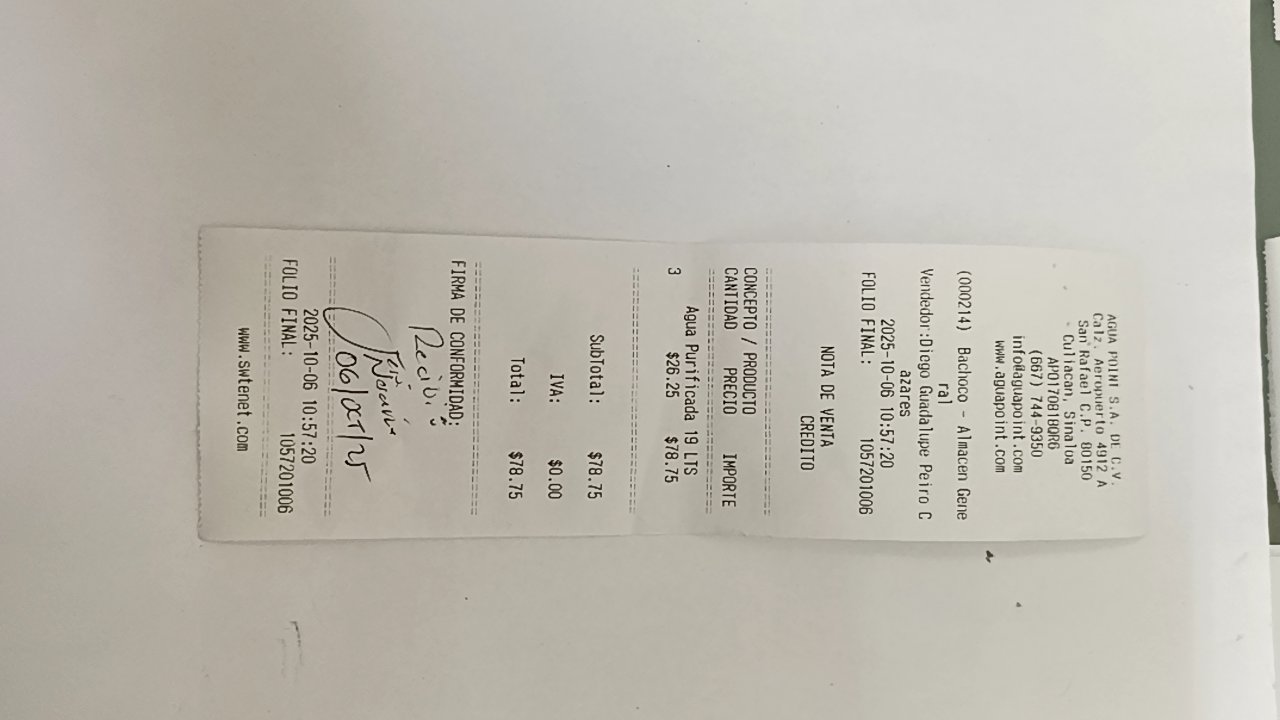 AGUA POINT S.A. DE C.V.
Calz. Aeropuerto 4912 A
San Rafael C.P. 80150
- Culiacan, Sinaloa
APO170818QR6
(667) 744-9350
info@aguapoint.com
www.aguapoint.com
(000214) Bachoco - Almacen Gene
ral
Vendedor:Diego Guadalupe Peiro C
azares
2025-10-06 10:57:20
FOLIO FINAL: 1057201006
NOTA DE VENTA
CREDITO
===============================
CONCEPTO / PRODUCTO
CANTIDAD PRECIO IMPORTE
===============================
Agua Purificada 19 LTS
3 $26.25 $78.75
===============================
SubTotal: $78.75
IVA: $0.00
Total: $78.75
===============================
FIRMA DE CONFORMIDAD:
Recibió
06/oct/25
===============================
2025-10-06 10:57:20
FOLIO FINAL: 1057201006
===============================
www.swtenet.com